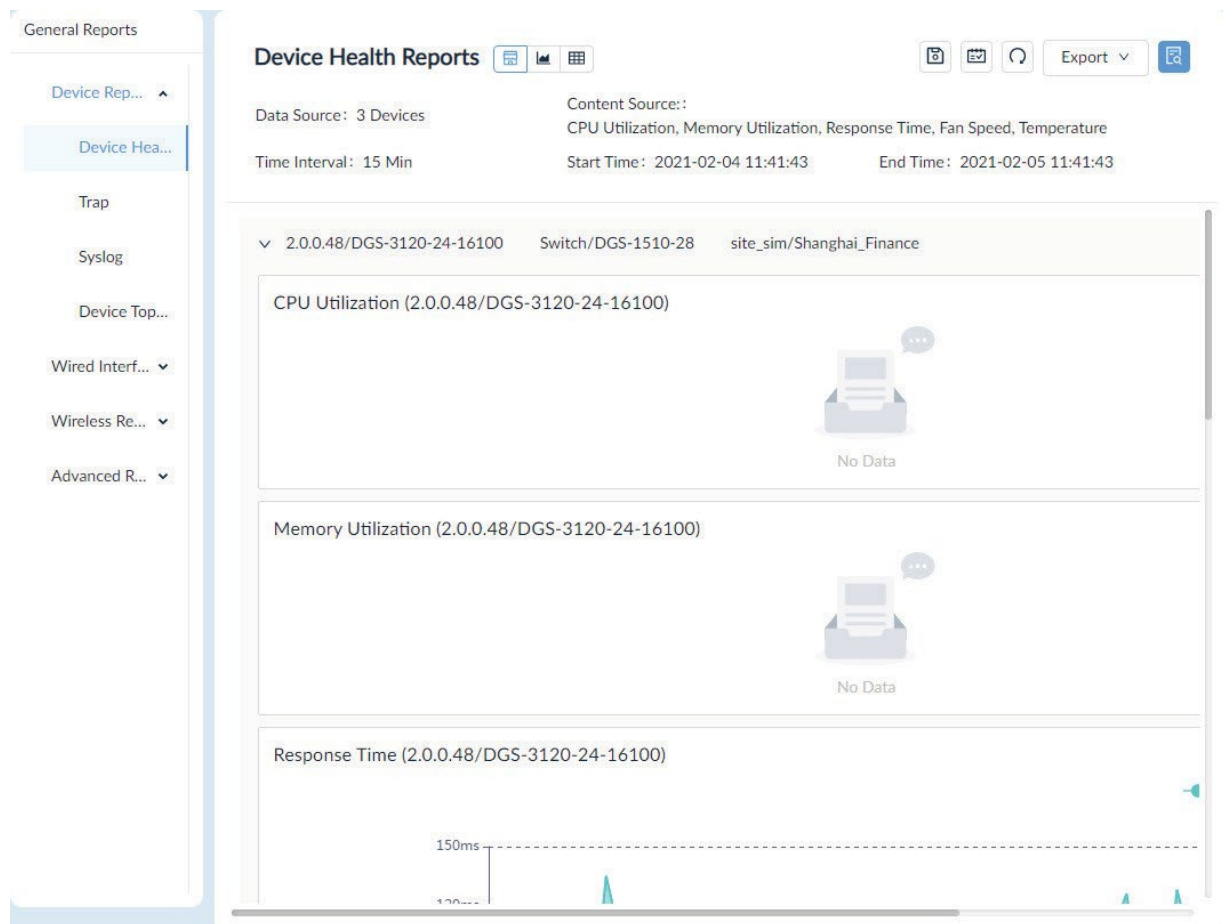 General Reports
Device Rep...
Device Hea...
Trap
Syslog
Device Top...
Wired Interf...
Wireless Re...
Advanced R...
Device Health Reports
Export
Data Source: 3 Devices
Content Source::
CPU Utilization, Memory Utilization, Response Time, Fan Speed, Temperature
Time Interval: 15 Min
Start Time: 2021-02-04 11:41:43
End Time: 2021-02-05 11:41:43
2.0.0.48/DGS-3120-24-16100 Switch/DGS-1510-28 site_sim/Shanghai_Finance
CPU Utilization (2.0.0.48/DGS-3120-24-16100)
No Data
Memory Utilization (2.0.0.48/DGS-3120-24-16100)
No Data
Response Time (2.0.0.48/DGS-3120-24-16100)
150ms